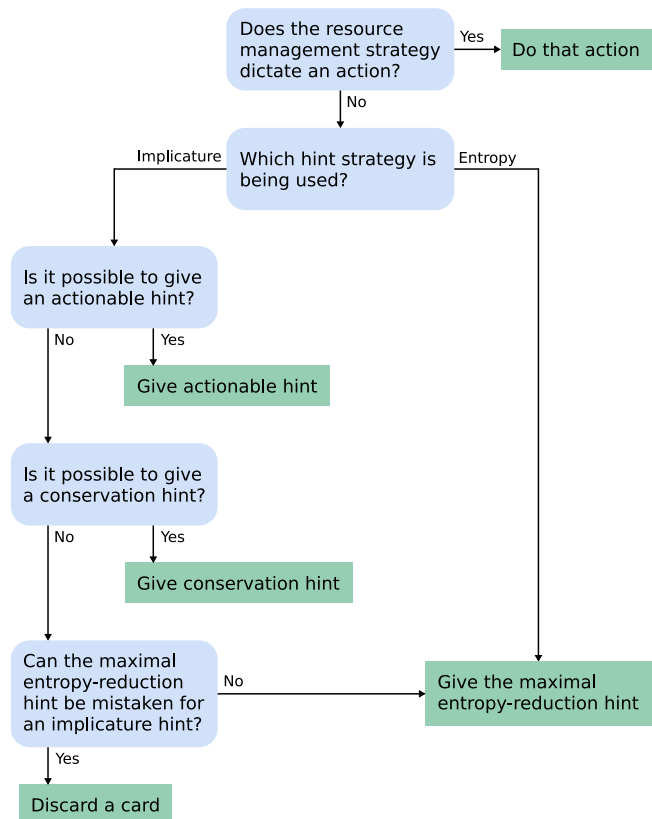 Does the resource
management strategy
dictate an action?
Yes
Do that action
No
Implicature
Which hint strategy is
being used?
Entropy
Is it possible to give
an actionable hint?
No
Yes
Give actionable hint
Is it possible to give
a conservation hint?
No
Yes
Give conservation hint
Can the maximal
entropy-reduction
hint be mistaken for
an implicature hint?
No
Give the maximal
entropy-reduction hint
Yes
Discard a card